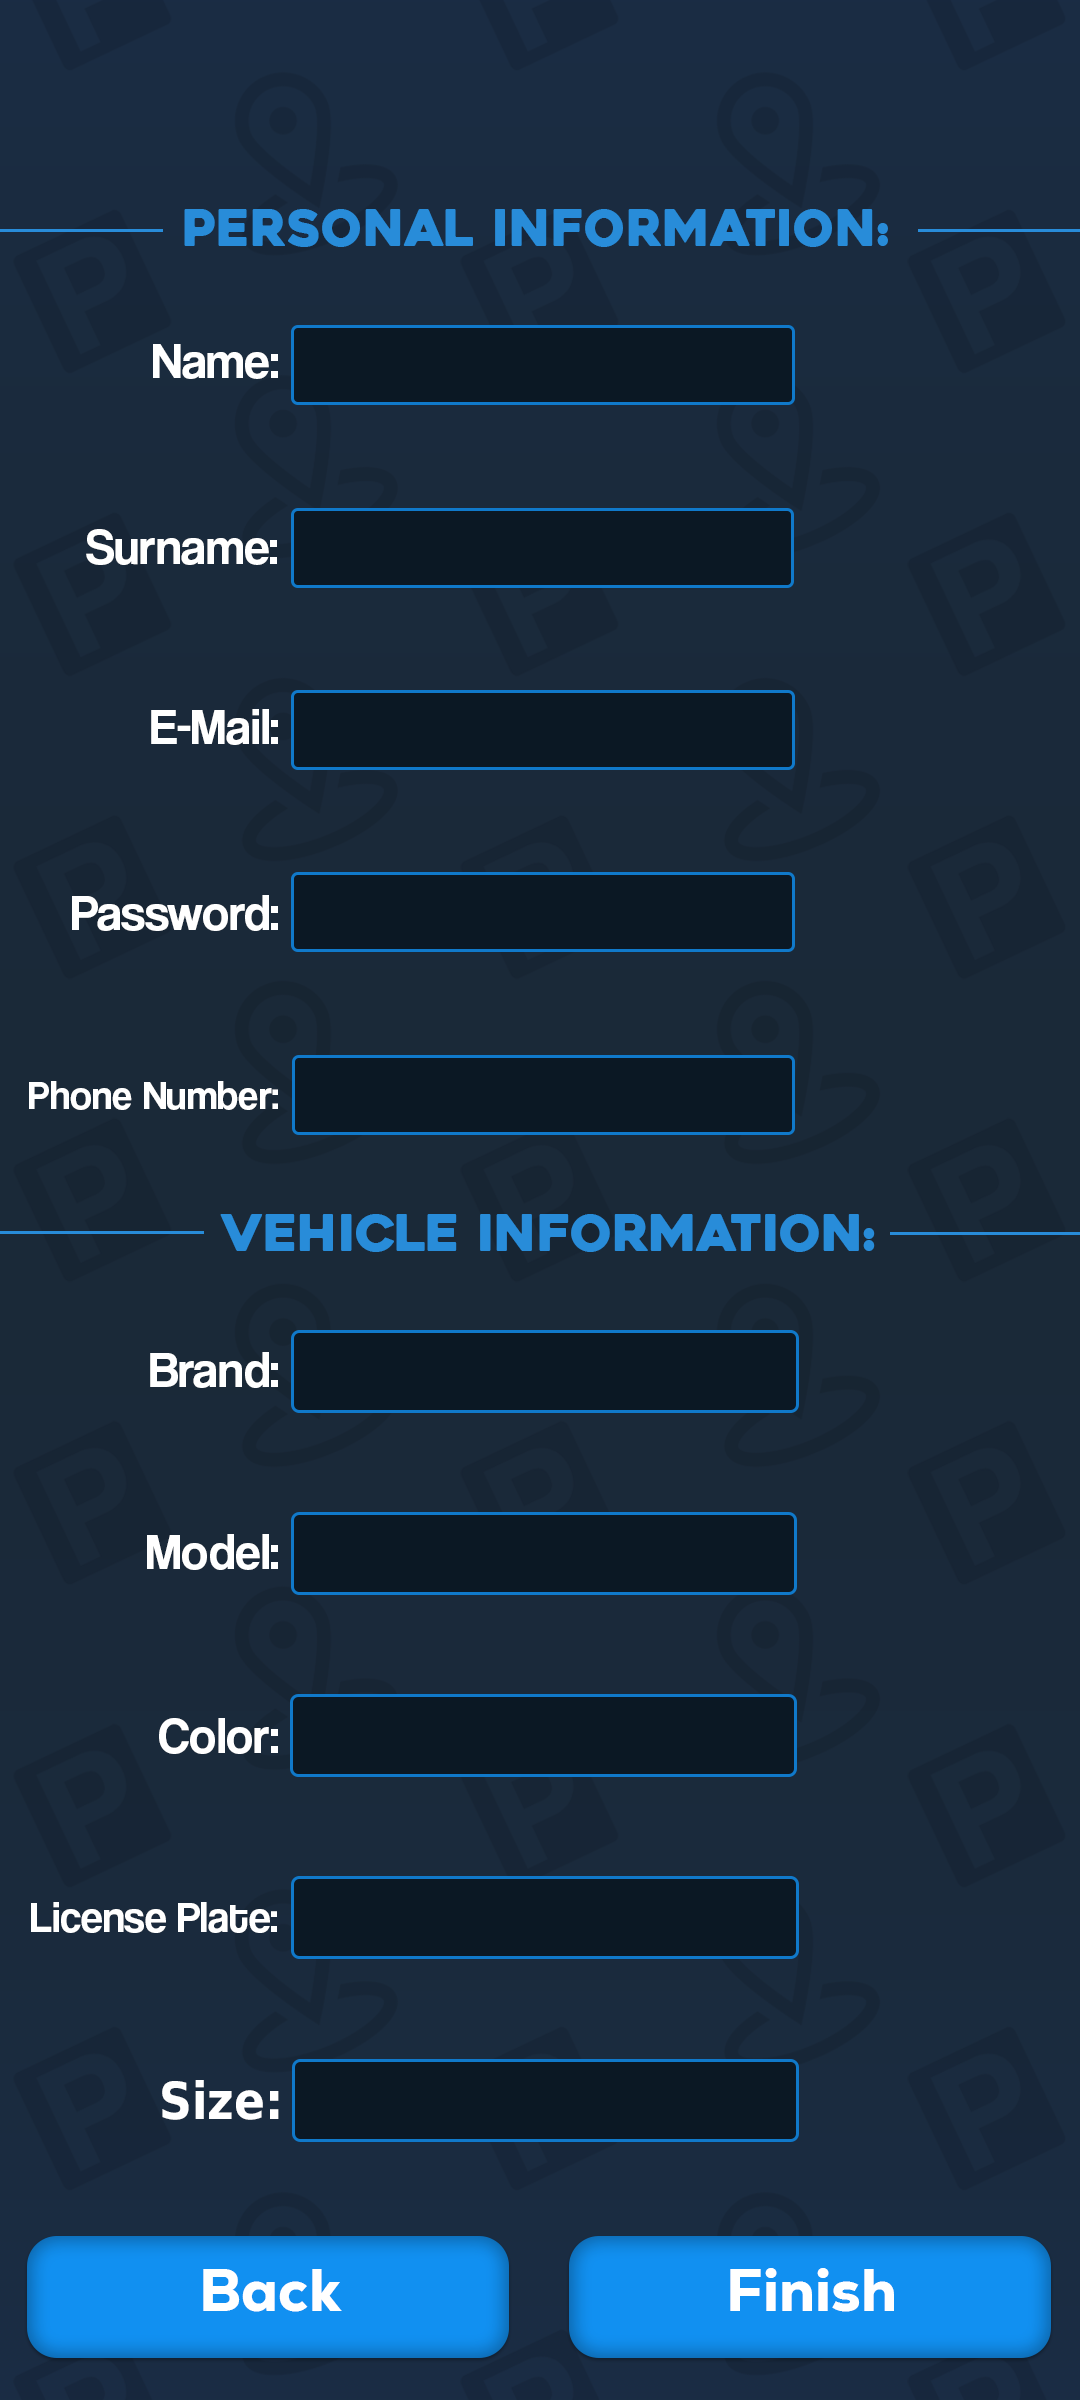 PERSONAL INFORMATION:
Name:
Surname:
E-Mail:
Password:
Phone Number:
VEHICLE INFORMATION:
Brand:
Model:
Color:
License Plate:
Size:
Back
Finish